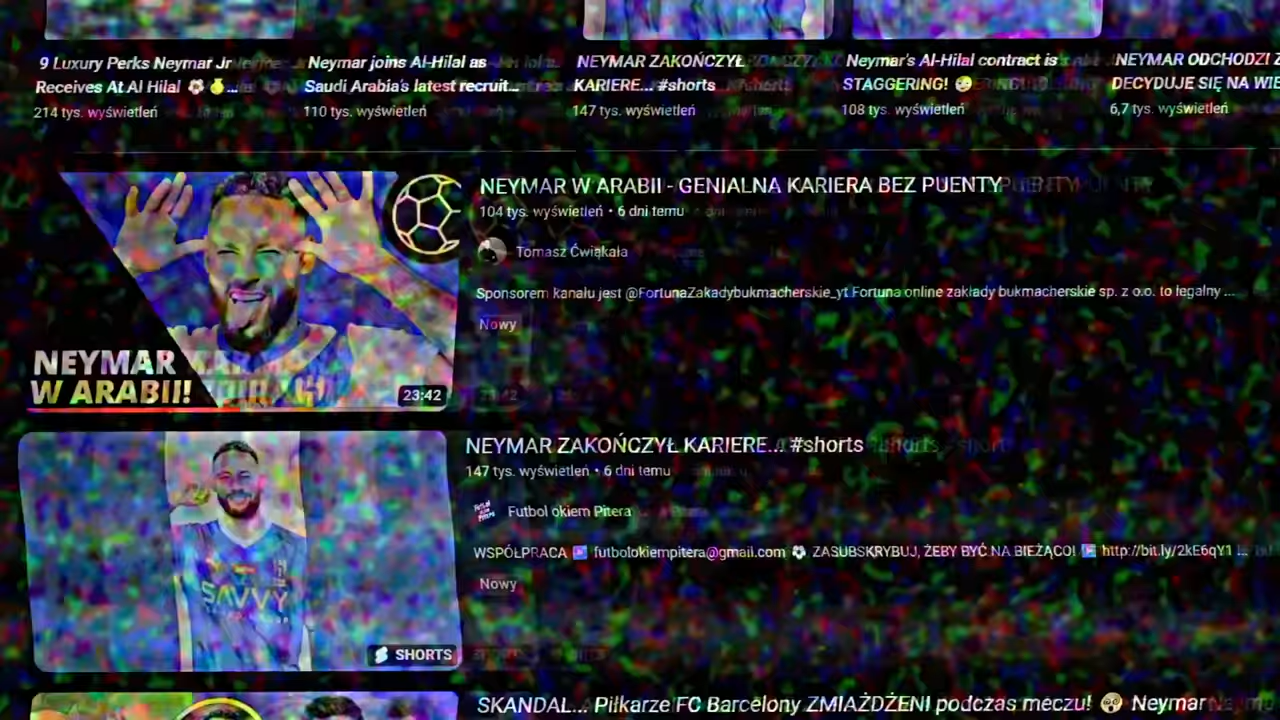 9 Luxury Perks Neymar Jr
Receives At Al Hilal ⚽💰...
214 tys. wyświetleń
Neymar joins Al-Hilal as
Saudi Arabia's latest recruit...
110 tys. wyświetleń
NEYMAR ZAKOŃCZYŁ
KARIERE... #shorts
147 tys. wyświetleń
Neymar's Al-Hilal contract is
STAGGERING! 🤪
108 tys. wyświetleń
NEYMAR ODCHODZI Z
DECYDUJE SIĘ NA WIE
6,7 tys. wyświetleń
NEYMAR W ARABII - GENIALNA KARIERA BEZ PUENTY
104 tys. wyświetleń • 6 dni temu
Tomasz Ćwiąkała
Sponsorem kanału jest @FortunaZakadybukmacherskie_yt Fortuna online zakłady bukmacherskie sp. z o.o. to legalny ...
Nowy
NEYMAR
W ARABII!
23:42
NEYMAR ZAKOŃCZYŁ KARIERE... #shorts
147 tys. wyświetleń • 6 dni temu
Futbol okiem Pitera
WSPÓŁPRACA ▶ futbolokiempitera@gmail.com ⚽ ZASUBSKRYBUJ, ŻEBY BYĆ NA BIEŻĄCO! ▶ http://bit.ly/2kE6qY1 ...
Nowy
SAVVY
SHORTS
SKANDAL... Piłkarze FC Barcelony ZMIAŻDŻENI podczas meczu! 😵 Neymar